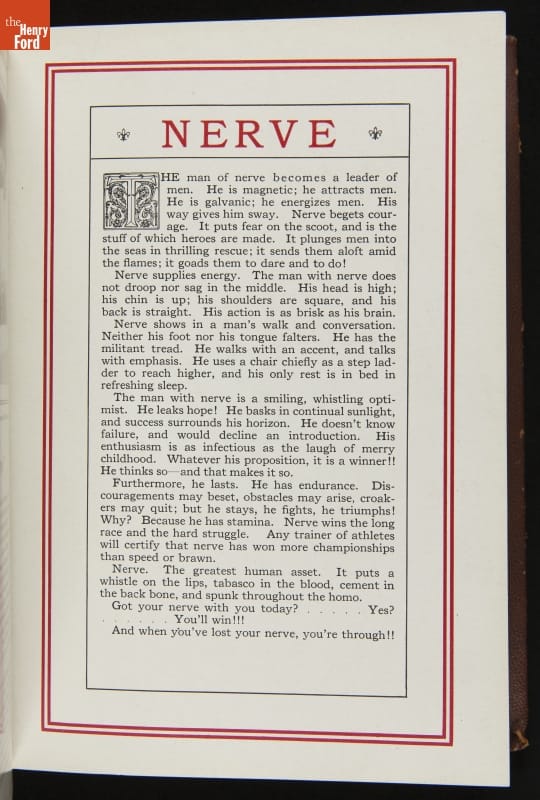 the
Henry
Ford
NERVE
THE man of nerve becomes a leader of
men. He is magnetic; he attracts men.
He is galvanic; he energizes men. His
way gives him sway. Nerve begets cour-
age. It puts fear on the scoot, and is the
stuff of which heroes are made. It plunges men into
the seas in thrilling rescue; it sends them aloft amid
the flames; it goads them to dare and to do!
Nerve supplies energy. The man with nerve does
not droop nor sag in the middle. His head is high;
his chin is up; his shoulders are square, and his
back is straight. His action is as brisk as his brain.
Nerve shows in a man's walk and conversation.
Neither his foot nor his tongue falters. He has the
militant tread. He walks with an accent, and talks
with emphasis. He uses a chair chiefly as a step lad-
der to reach higher, and his only rest is in bed in
refreshing sleep.
The man with nerve is a smiling, whistling opti-
mist. He leaks hope! He basks in continual sunlight,
and success surrounds his horizon. He doesn't know
failure, and would decline an introduction. His
enthusiasm is as infectious as the laugh of merry
childhood. Whatever his proposition, it is a winner!!
He thinks so—and that makes it so.
Furthermore, he lasts. He has endurance. Dis-
couragements may beset, obstacles may arise, croak-
ers may quit; but he stays, he fights, he triumphs!
Why? Because he has stamina. Nerve wins the long
race and the hard struggle. Any trainer of athletes
will certify that nerve has won more championships
than speed or brawn.
Nerve. The greatest human asset. It puts a
whistle on the lips, tabasco in the blood, cement in
the back bone, and spunk throughout the homo.
Got your nerve with you today? . . . . . Yes?
. . . . . . You'll win!!!
And when you've lost your nerve, you're through!!